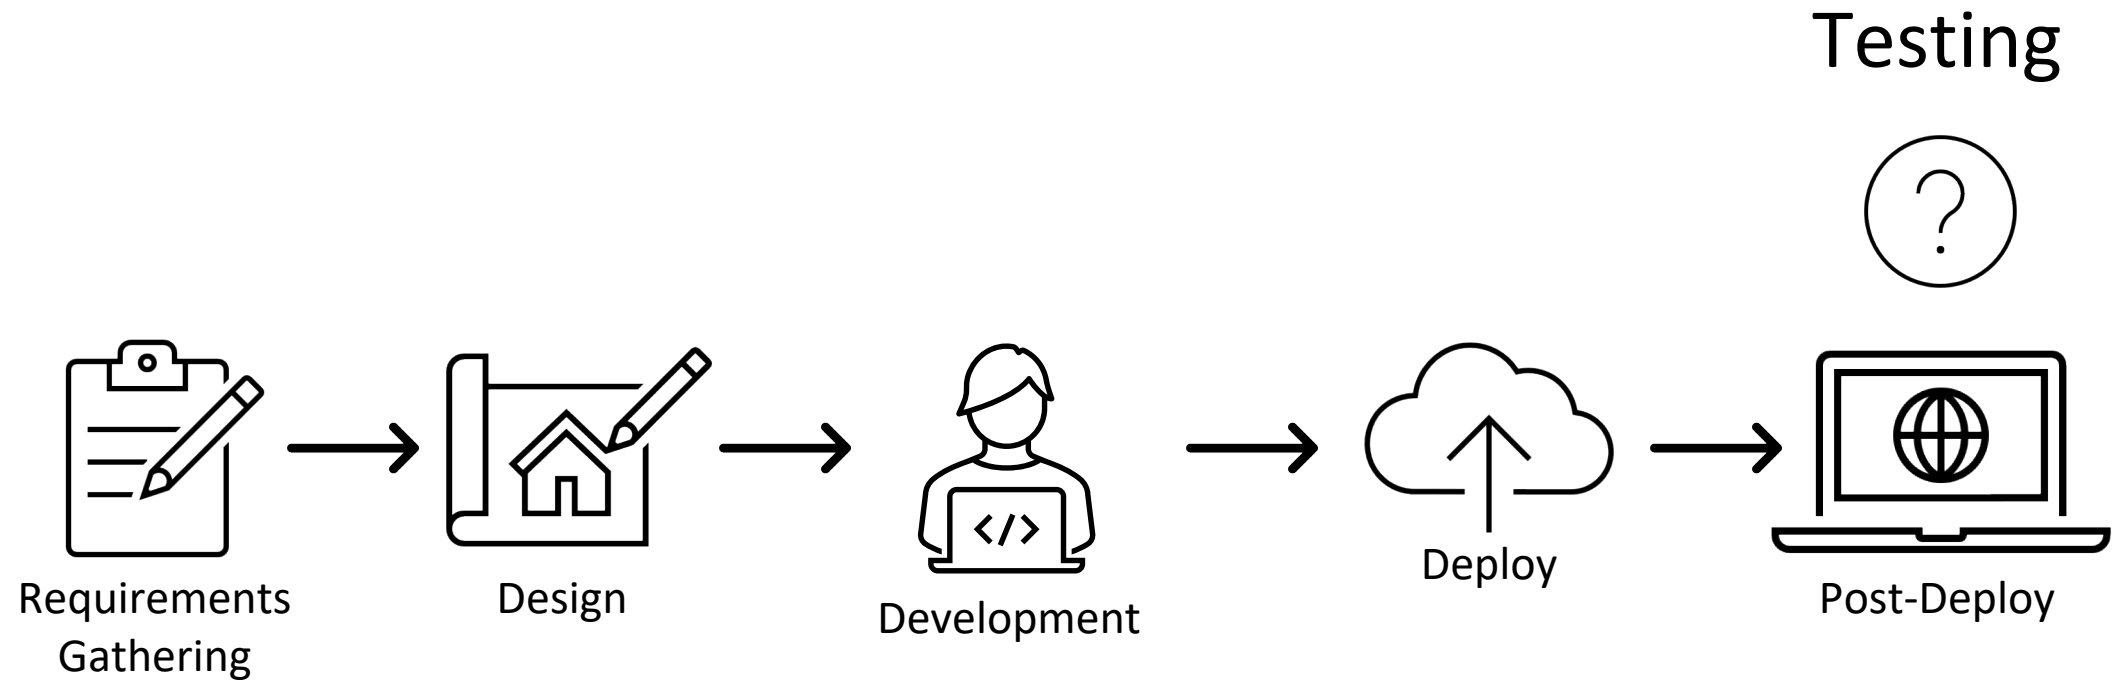 Testing
?
</>
Requirements
Gathering
Design
Development
Deploy
Post-Deploy